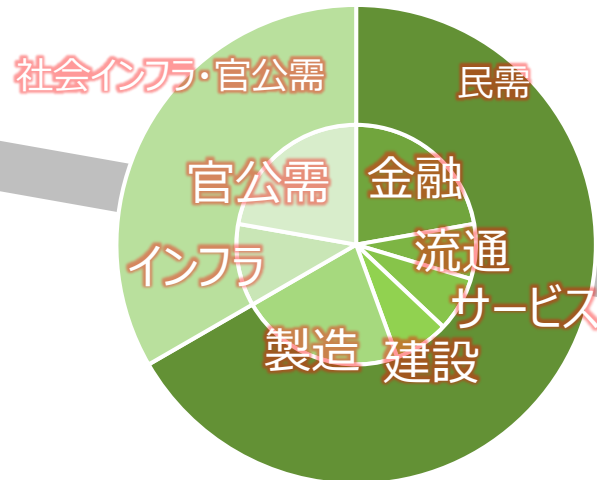 社会インフラ・官公需
民需
官公需
金融
インフラ
流通
サービス
製造
建設